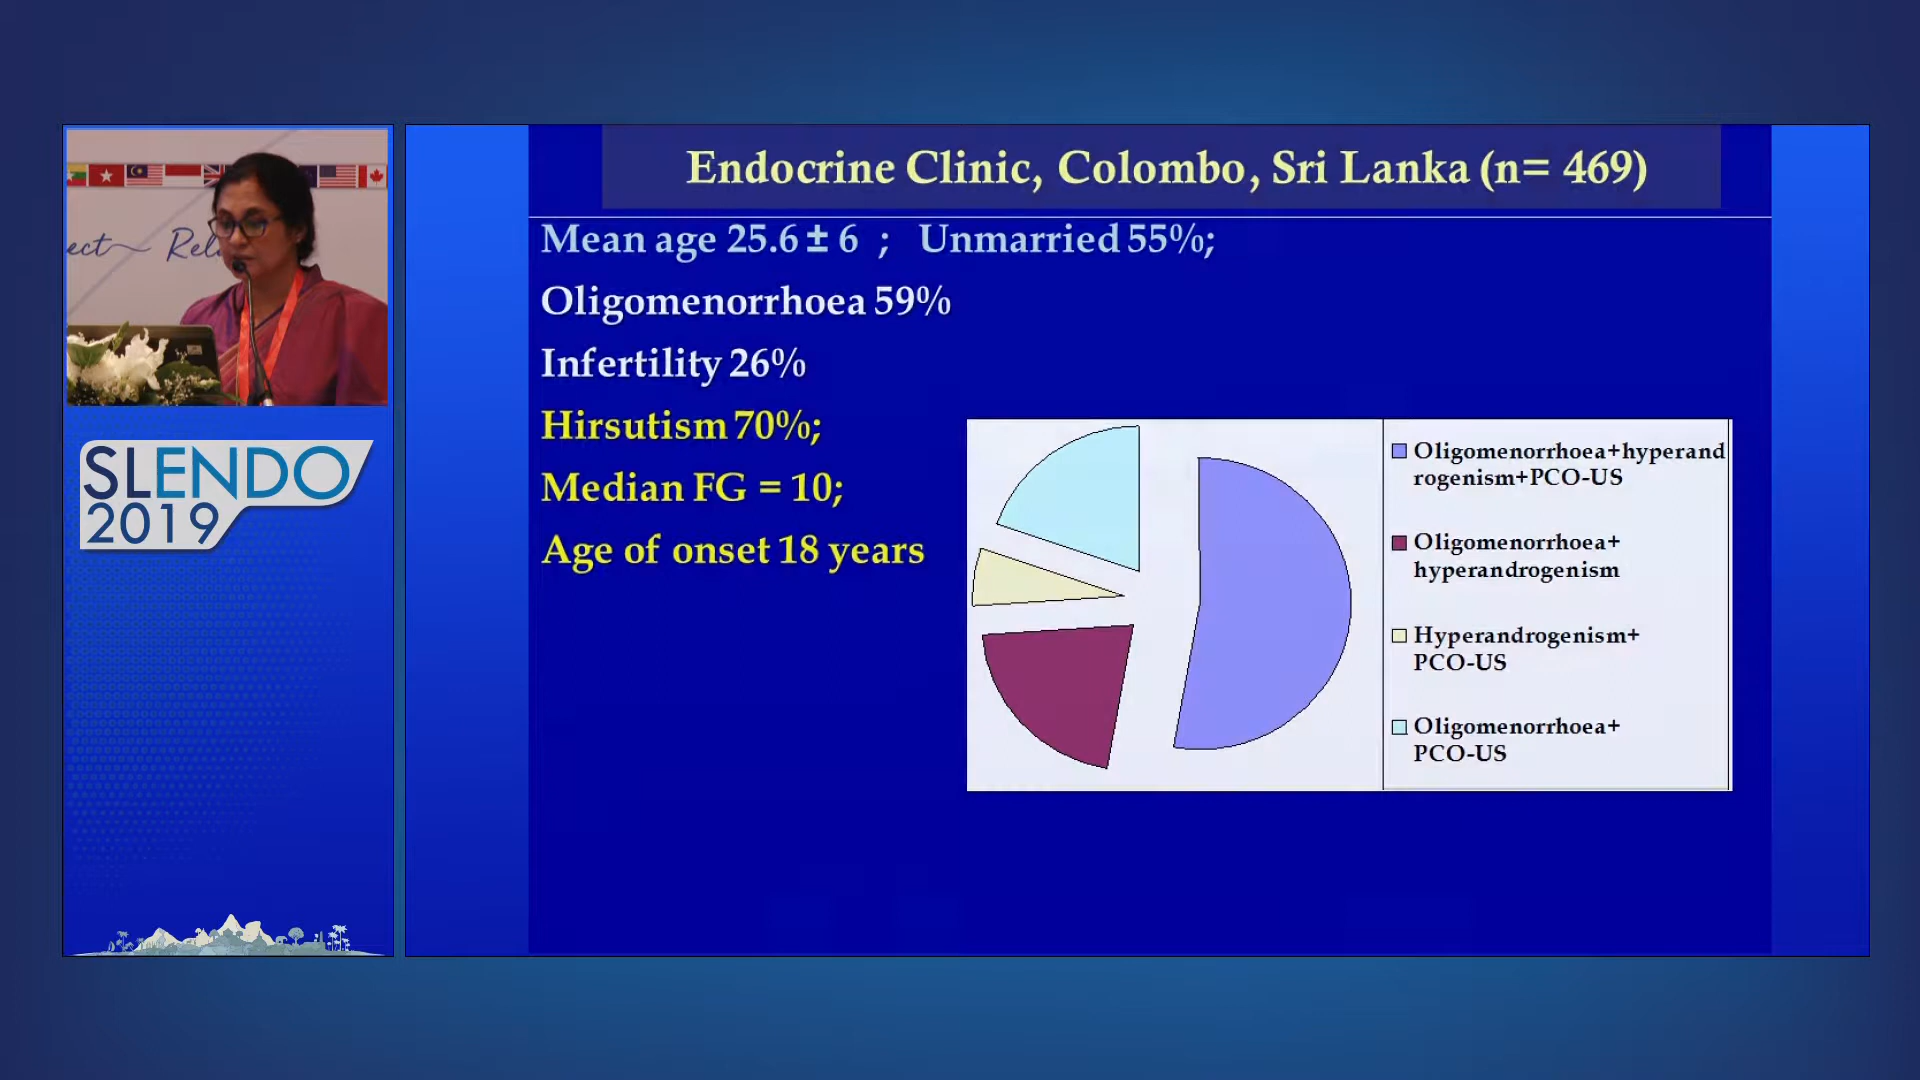 Endocrine Clinic, Colombo, Sri Lanka (n= 469)
Mean age 25.6 ± 6 ; Unmarried 55%;
Oligomenorrhoea 59%
Infertility 26%
Hirsutism 70%;
Median FG = 10;
Age of onset 18 years
Oligomenorrhoea+hyperand
rogenism+PCO-US
Oligomenorrhoea+
hyperandrogenism
Hyperandrogenism+
PCO-US
Oligomenorrhoea+
PCO-US
SLENDO
2019